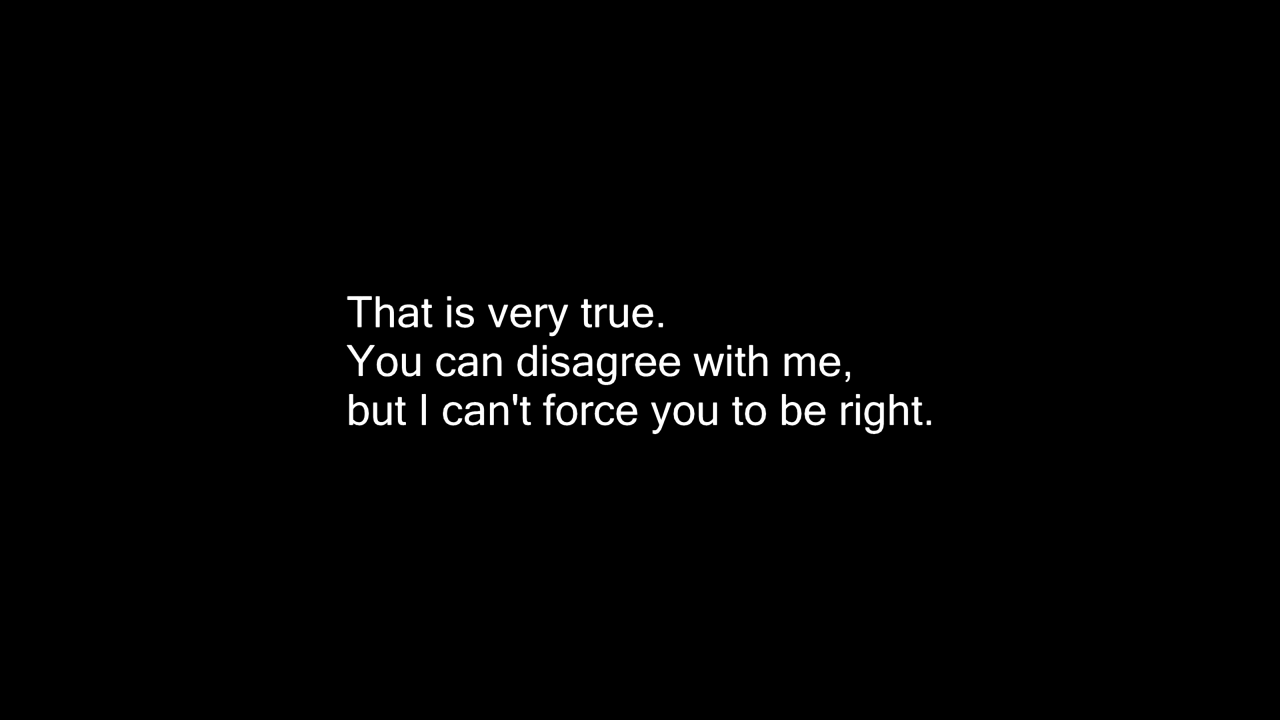 That is very true.
You can disagree with me,
but I can't force you to be right.